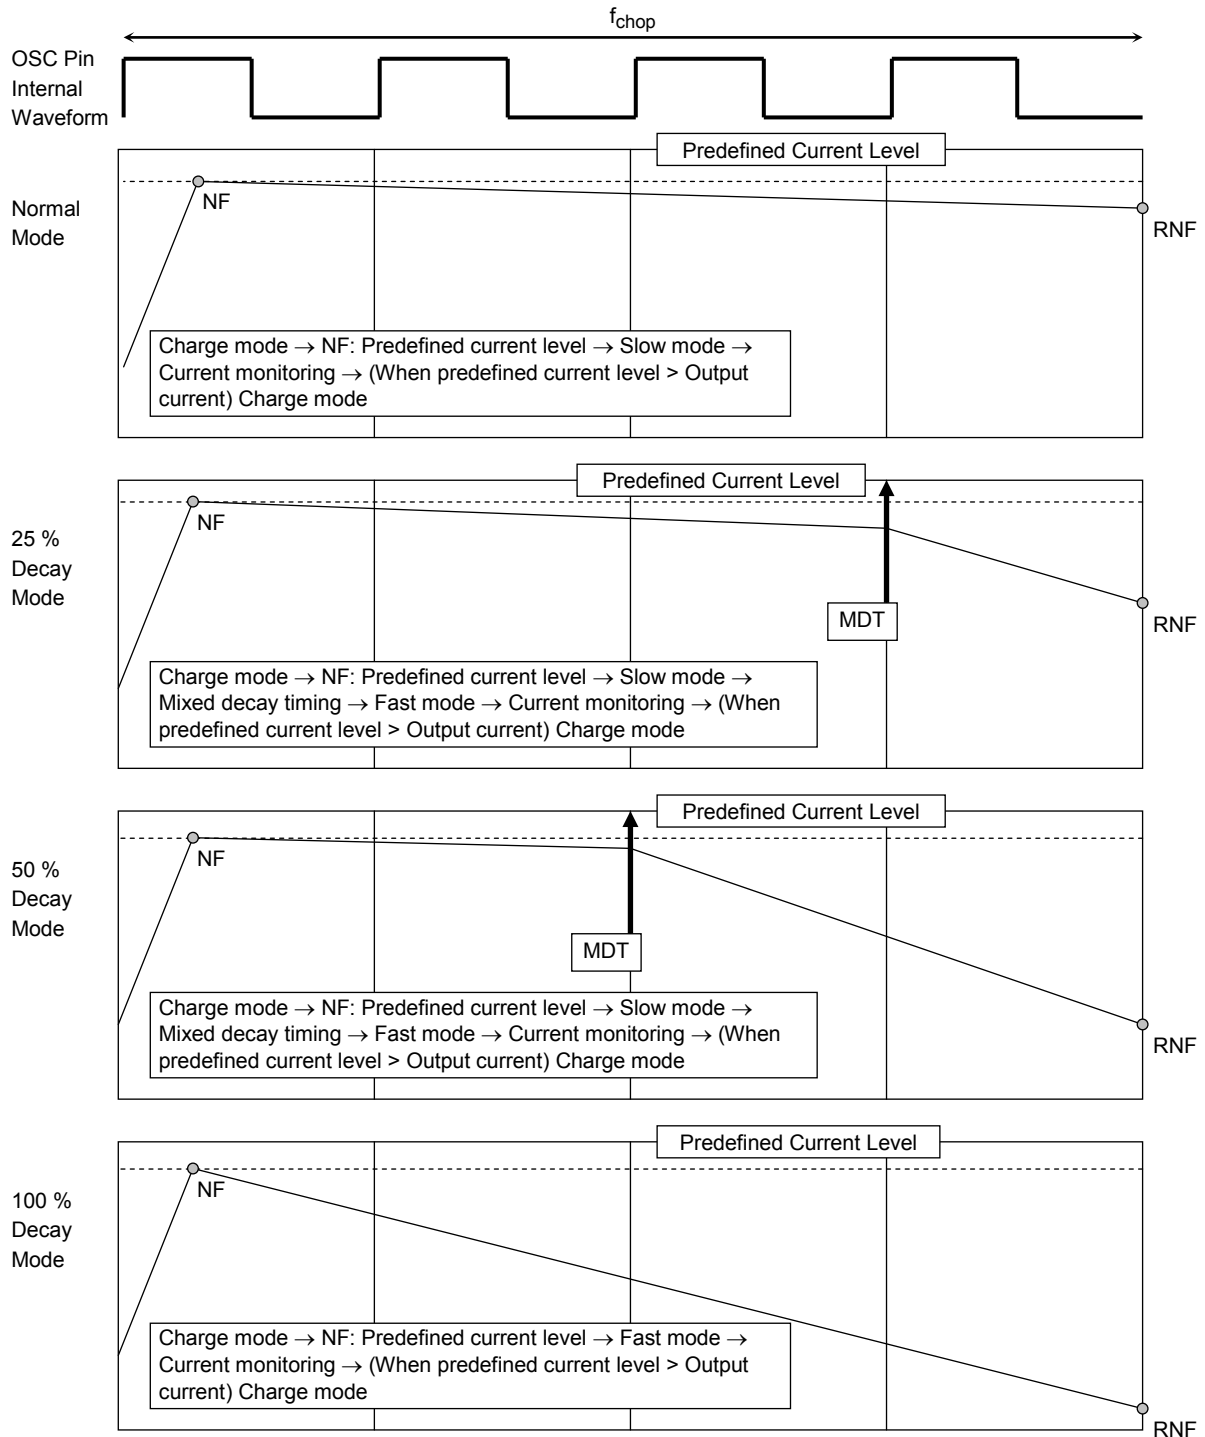 fchop
OSC Pin
Internal
Waveform
Predefined Current Level
NF
Normal
Mode
RNF
Charge mode → NF: Predefined current level → Slow mode →
Current monitoring → (When predefined current level > Output
current) Charge mode
Predefined Current Level
NF
25 %
Decay
Mode
MDT
RNF
Charge mode → NF: Predefined current level → Slow mode →
Mixed decay timing → Fast mode → Current monitoring → (When
predefined current level > Output current) Charge mode
Predefined Current Level
NF
50 %
Decay
Mode
MDT
Charge mode → NF: Predefined current level → Slow mode →
Mixed decay timing → Fast mode → Current monitoring → (When
predefined current level > Output current) Charge mode
RNF
Predefined Current Level
NF
100 %
Decay
Mode
Charge mode → NF: Predefined current level → Fast mode →
Current monitoring → (When predefined current level > Output
current) Charge mode
RNF